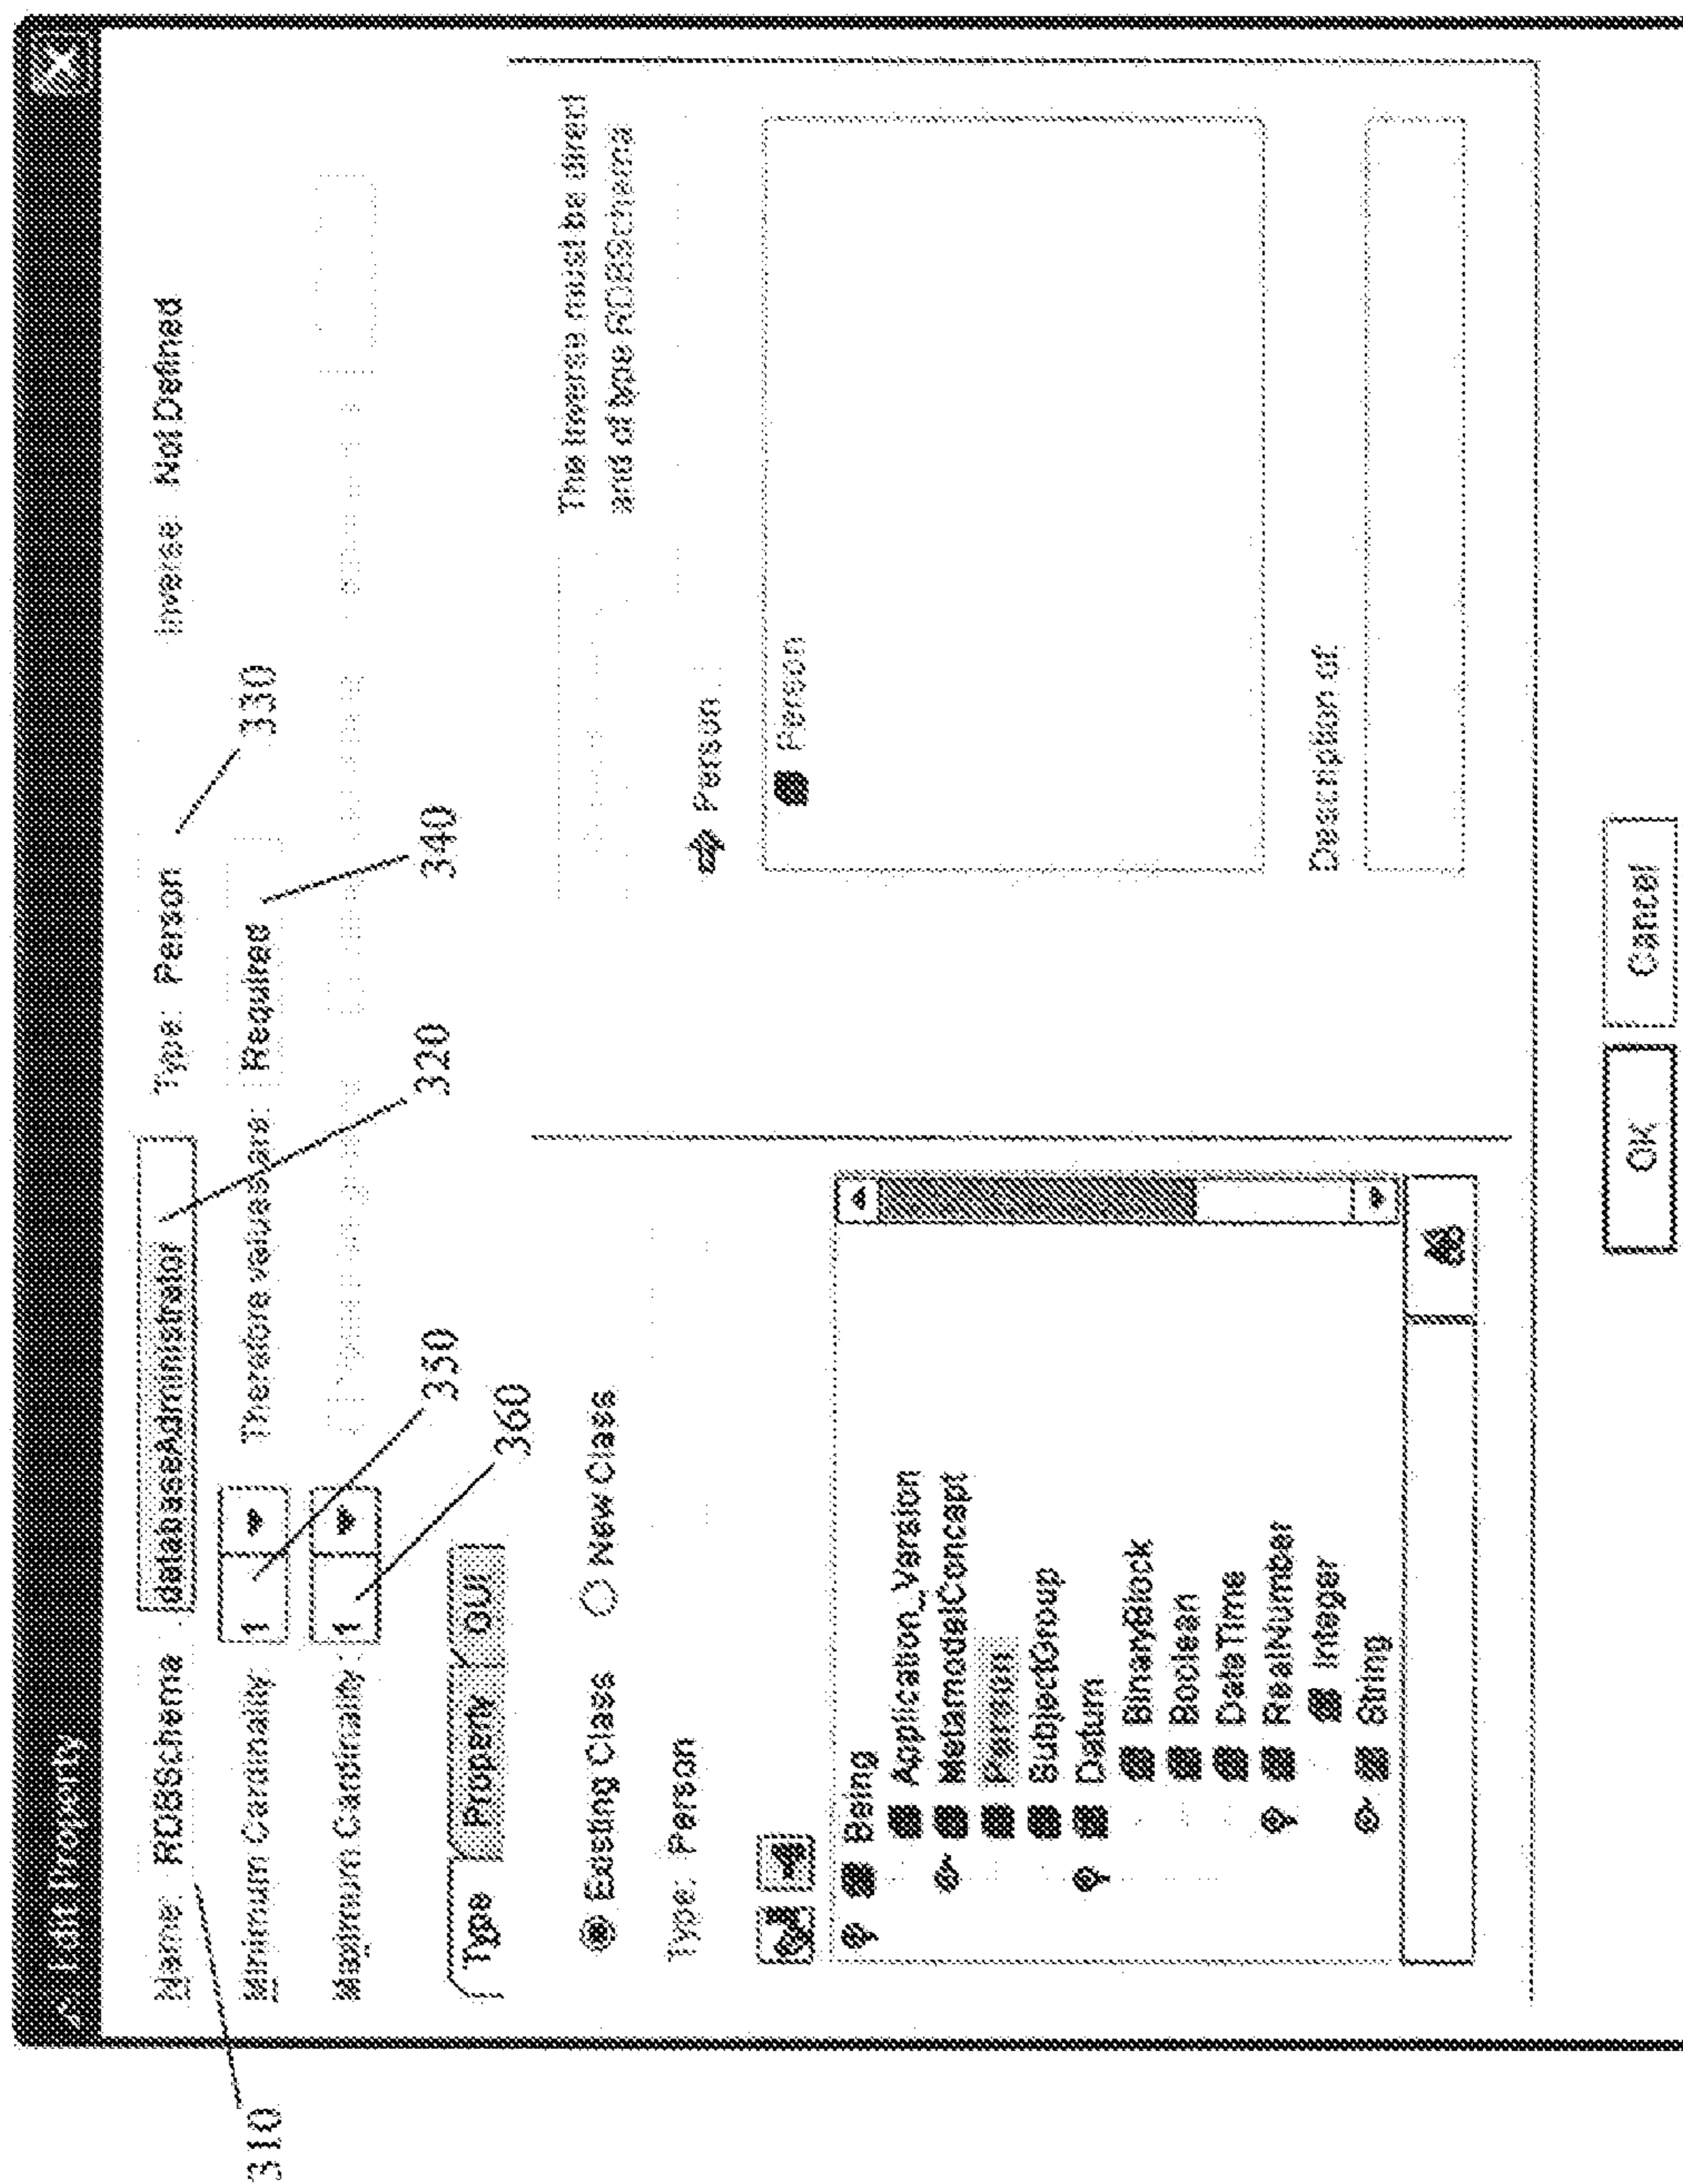 Edit Property
Name: RDBSchema .databaseAdministrator Type: Person Inverse: Not Defined
Minimum Cardinality: 1 Therefore values are: Required
Maximum Cardinality: 1
310
320
330
340
350
360
Type Property GUI
Existing Class New Class
Type: Person
Being
Application_Version
MetamodelConcept
Person
SubjectGroup
Datum
BinaryBlock
Boolean
DateTime
RealNumber
Integer
String
The inverse must be direct
and of type RDBSchema
Person
Person
Description of:
OK Cancel